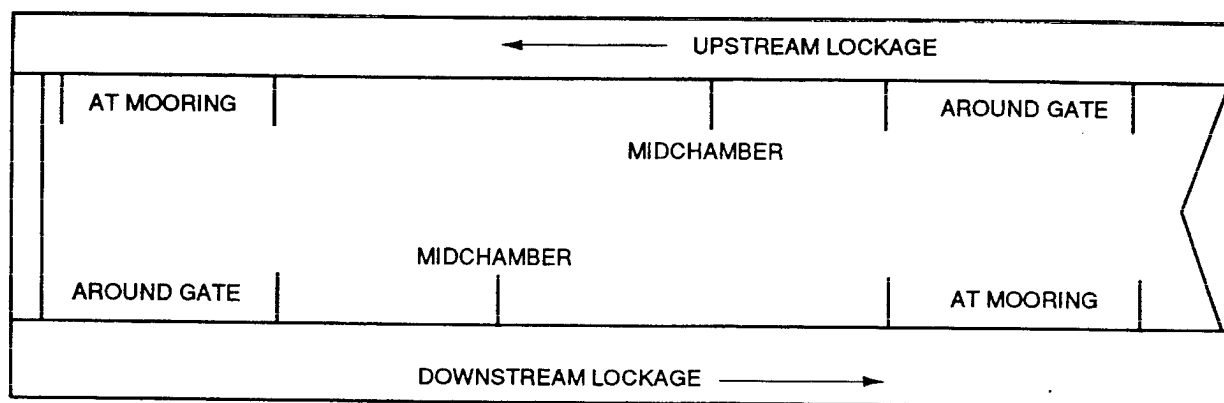 UPSTREAM LOCKAGE
AT MOORING
AROUND GATE
MIDCHAMBER
MIDCHAMBER
AROUND GATE
AT MOORING
DOWNSTREAM LOCKAGE